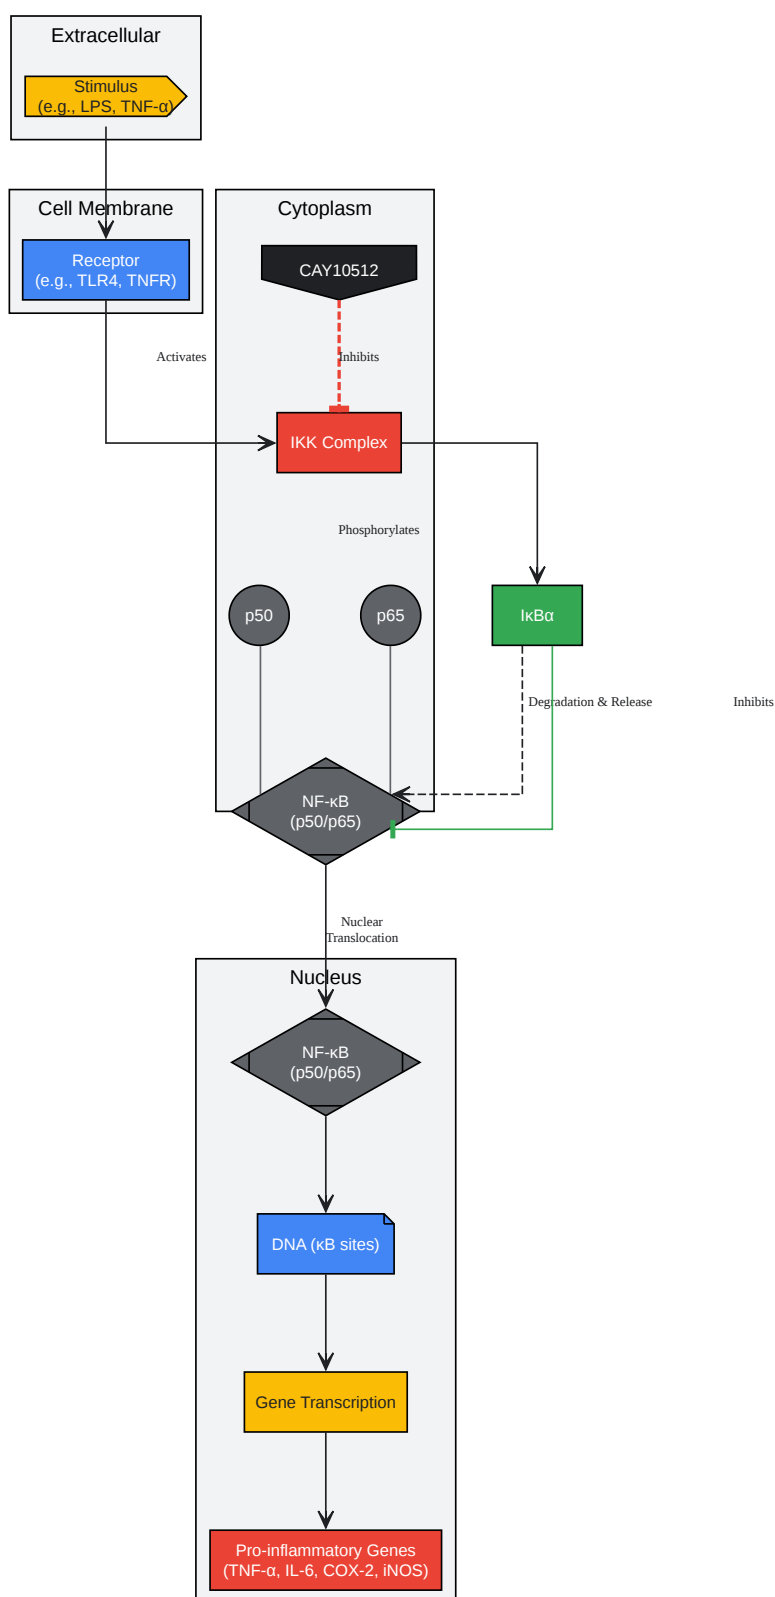 Extracellular
Stimulus
(e.g., LPS, TNF-α)
Cell Membrane
Receptor
(e.g., TLR4, TNFR)
Cytoplasm
CAY10512
Activates
Inhibits
IKK Complex
Phosphorylates
p50
p65
IκBα
Degradation & Release
Inhibits
NF-κB
(p50/p65)
Nuclear
Translocation
Nucleus
NF-κB
(p50/p65)
DNA (κB sites)
Gene Transcription
Pro-inflammatory Genes
(TNF-α, IL-6, COX-2, iNOS)